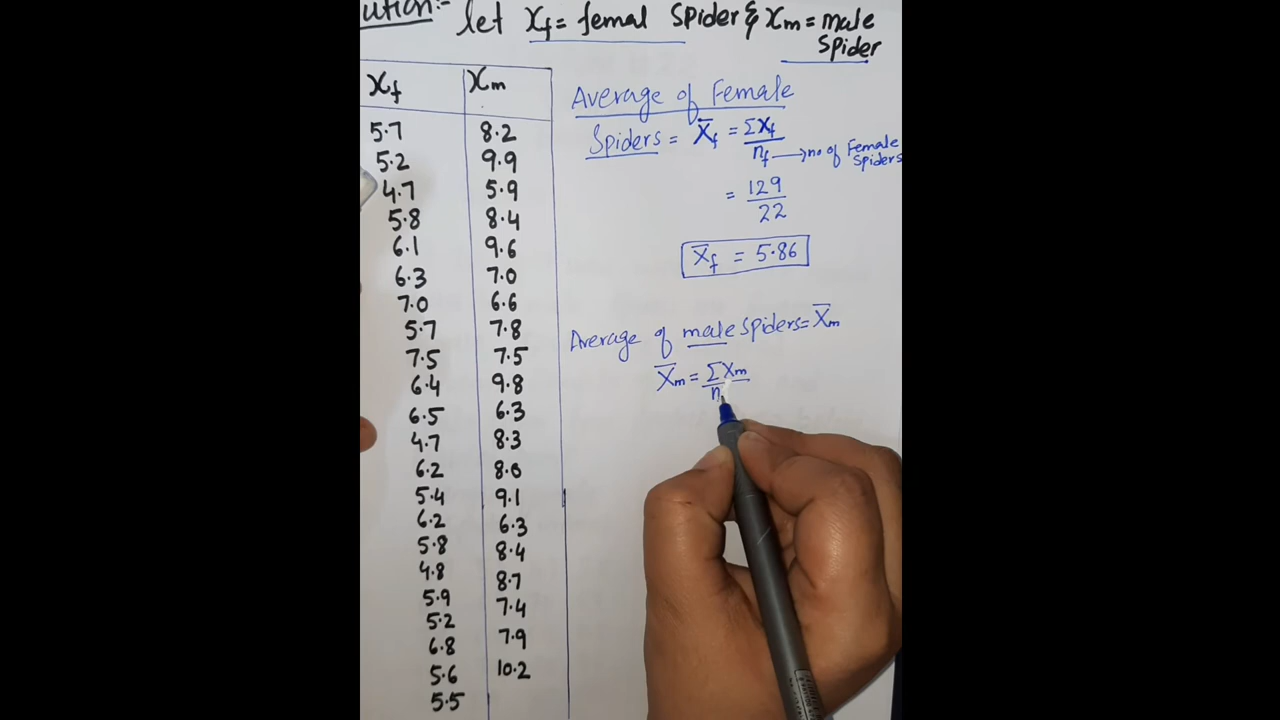 ution:- let Xf = femal Spider & Xm = male
Spider
Xf Xm
5.7 8.2
5.2 9.9
4.7 5.9
5.8 8.4
6.1 9.6
6.3 7.0
7.0 6.6
5.7 7.8
7.5 7.5
6.4 9.8
6.5 6.3
4.7 8.3
6.2 8.0
5.4 9.1
6.2 6.3
5.8 8.4
4.8 8.7
5.9 7.4
5.2 7.9
6.8 10.2
5.6
5.5
Average of Female
Spiders = X̄f = ΣXf / nf → no of Female
Spiders
= 129 / 22
X̄f = 5.86
Average of male Spiders = X̄m
X̄m = ΣXm / n